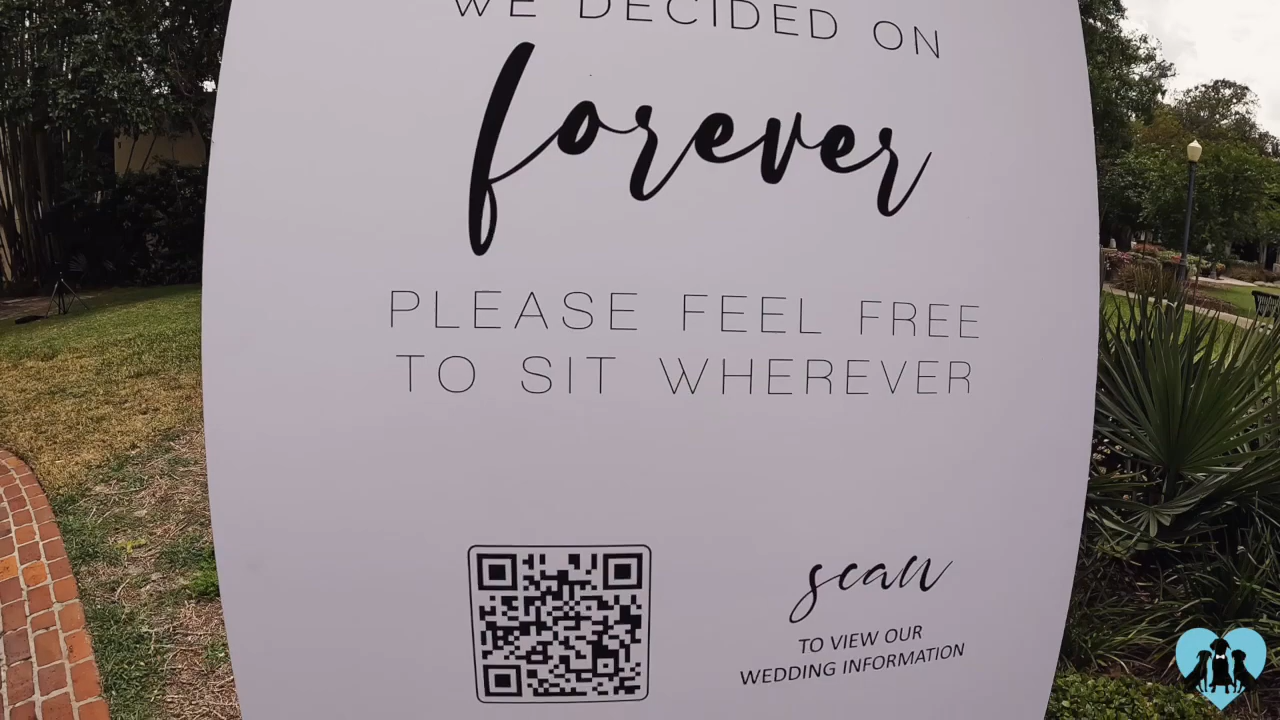 WE DECIDED ON
forever
PLEASE FEEL FREE
TO SIT WHEREVER
scan
TO VIEW OUR
WEDDING INFORMATION